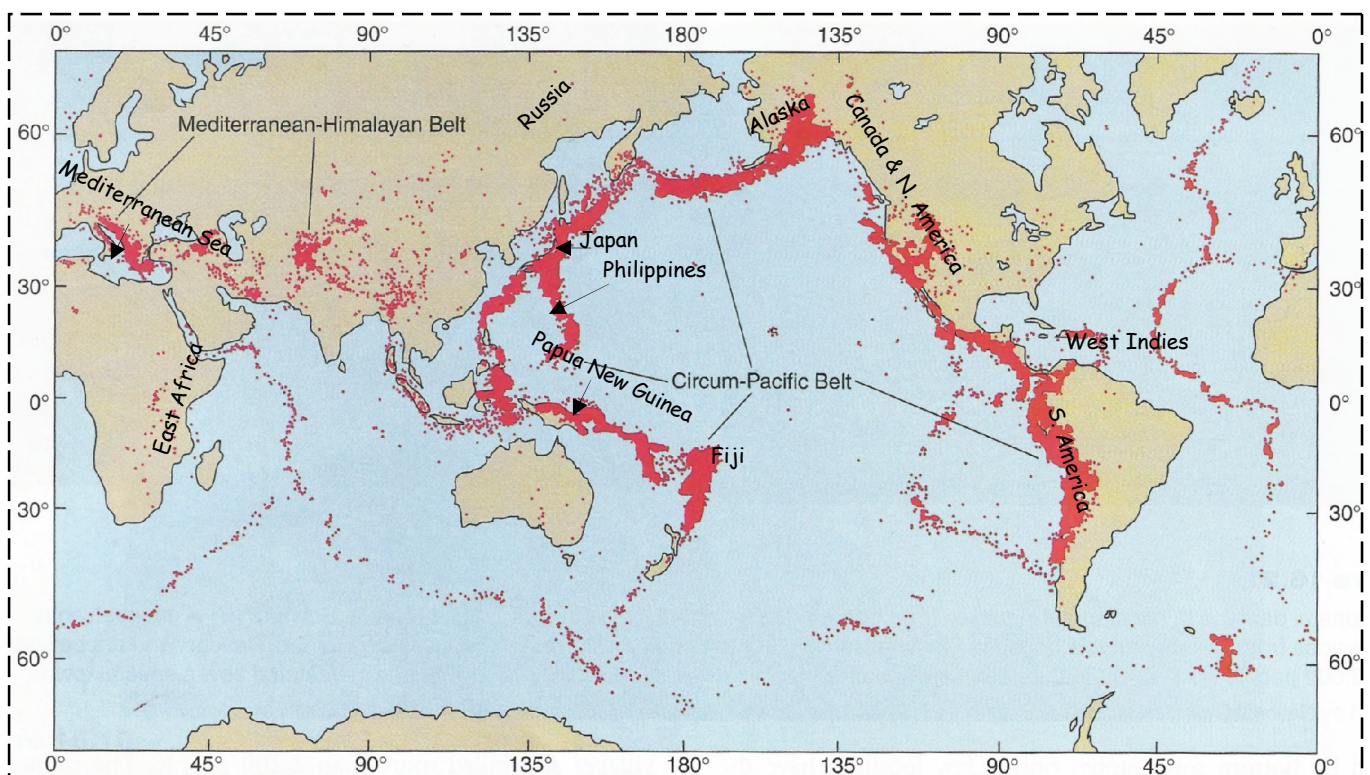 0° 45° 90° 135° 180° 135° 90° 45° 0°
Mediterranean-Himalayan Belt
Russia
Alaska
Canada & N. America
60° 60°
Mediterranean Sea
Japan
Philippines
30° 30°
Papua New Guinea
West Indies
Circum-Pacific Belt
East Africa
0° 0°
S. America
Fiji
30° 30°
60° 60°
0° 45° 90° 135° 180° 135° 90° 45° 0°